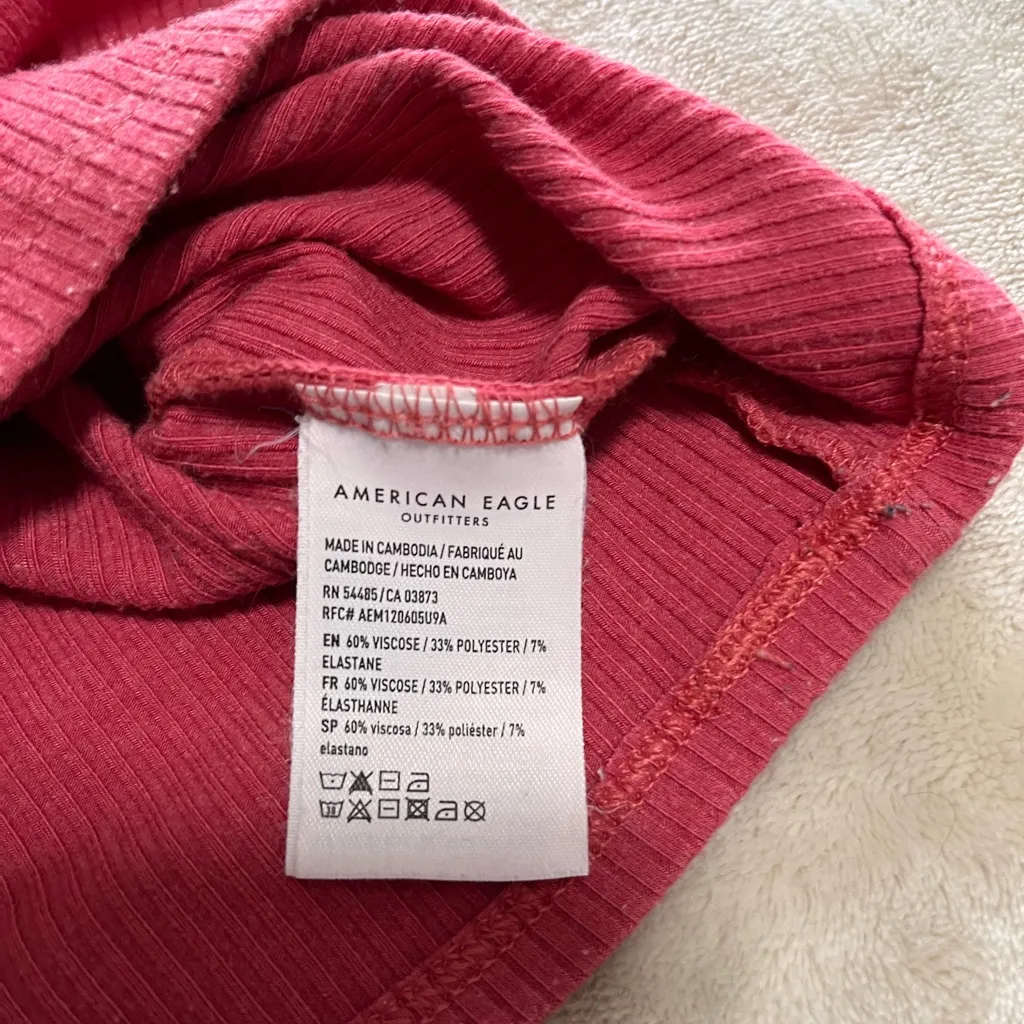 AMERICAN EAGLE
OUTFITTERS
MADE IN CAMBODIA / FABRIQUÉ AU
CAMBODGE / HECHO EN CAMBOYA
RN 54485 / CA 03873
RFC# AEM120605U9A
EN 60% VISCOSE / 33% POLYESTER / 7%
ELASTANE
FR 60% VISCOSE / 33% POLYESTER / 7%
ÉLASTHANNE
SP 60% viscosa / 33% poliéster / 7%
elastano
30